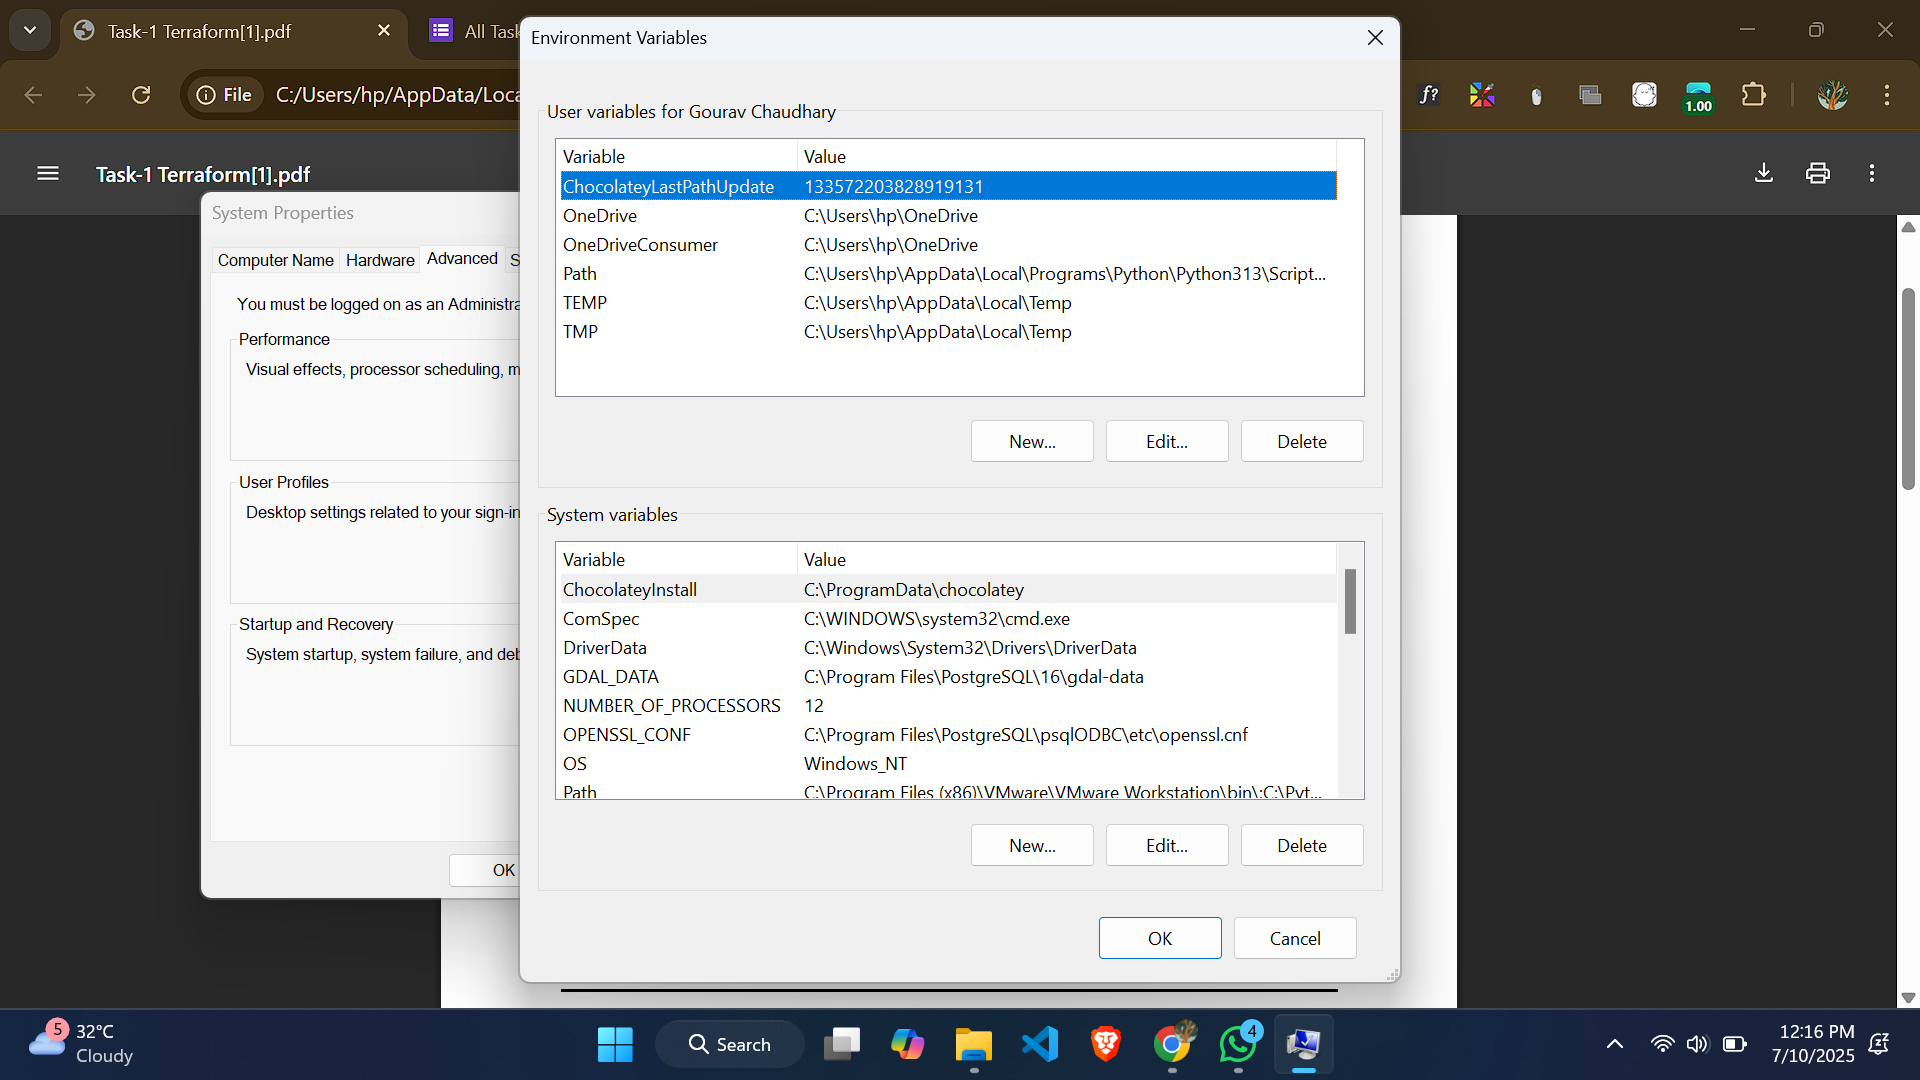 Task-1 Terraform[1].pdf
All Task
File
C:/Users/hp/AppData/Loca
1.00
Task-1 Terraform[1].pdf
System Properties
Computer Name
Hardware
Advanced
S
You must be logged on as an Administra
Performance
Visual effects, processor scheduling, m
User Profiles
Desktop settings related to your sign-in
Startup and Recovery
System startup, system failure, and deb
OK
Environment Variables
User variables for Gourav Chaudhary
Variable Value
ChocolateyLastPathUpdate 133572203828919131
OneDrive C:\Users\hp\OneDrive
OneDriveConsumer C:\Users\hp\OneDrive
Path C:\Users\hp\AppData\Local\Programs\Python\Python313\Script...
TEMP C:\Users\hp\AppData\Local\Temp
TMP C:\Users\hp\AppData\Local\Temp
New... Edit... Delete
System variables
Variable Value
ChocolateyInstall C:\ProgramData\chocolatey
ComSpec C:\WINDOWS\system32\cmd.exe
DriverData C:\Windows\System32\Drivers\DriverData
GDAL_DATA C:\Program Files\PostgreSQL\16\gdal-data
NUMBER_OF_PROCESSORS 12
OPENSSL_CONF C:\Program Files\PostgreSQL\psqlODBC\etc\openssl.cnf
OS Windows_NT
Path C:\Program Files (x86)\VMware\VMware Workstation\bin\;C:\Pyt...
New... Edit... Delete
OK Cancel
5
32°C
Cloudy
Search
4
12:16 PM
7/10/2025